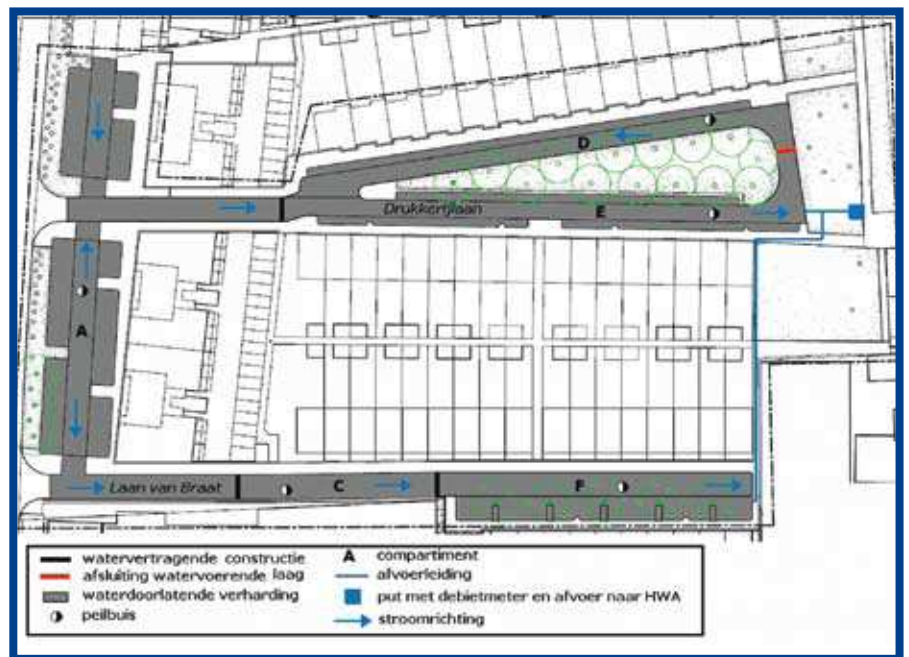 D
Drukkerijlaan
E
A
Laan van Braat
C
F
watervertragende constructie
afsluiting watervoerende laag
waterdoorlatende verharding
peilbuis
A compartiment
afvoerleiding
put met debietmeter en afvoer naar HWA
stroomrichting